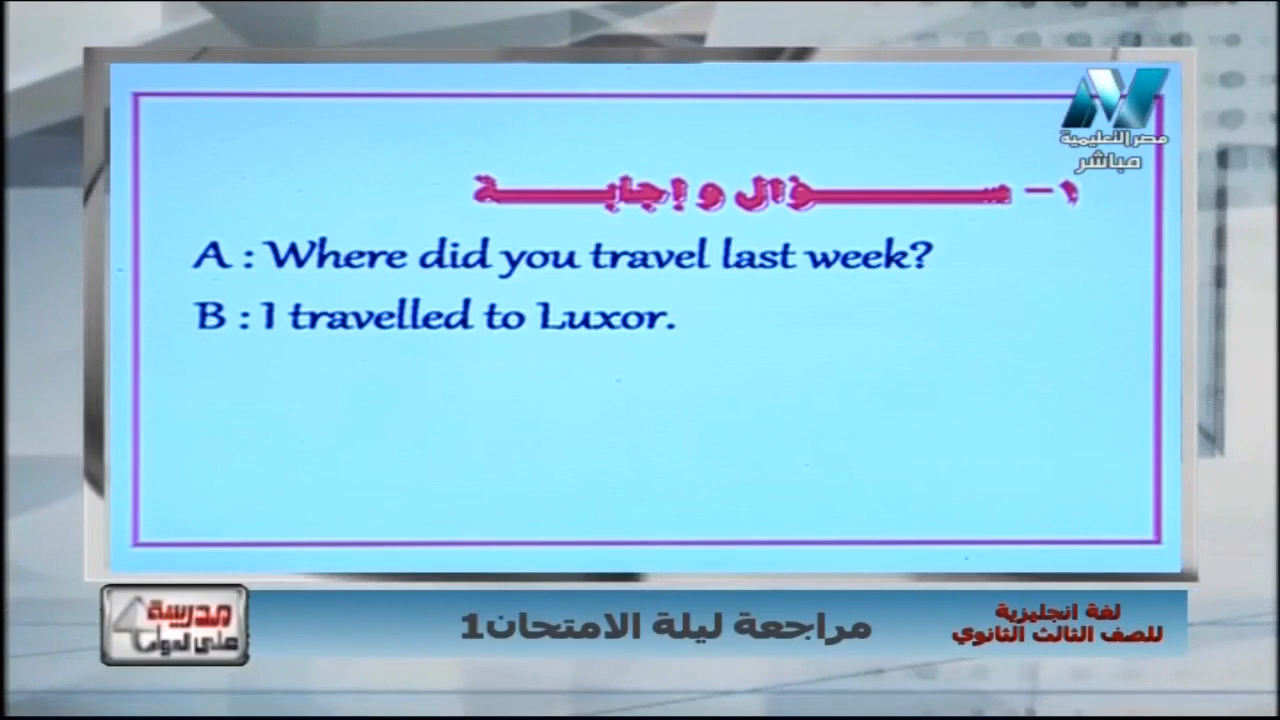 مصر التعليمية
مباشر
١- سؤال و إجابة
A : Where did you travel last week?
B : I travelled to Luxor.
لغة انجليزية
للصف الثالث الثانوي
مراجعة ليلة الامتحان1
مدرسة
على الهواء